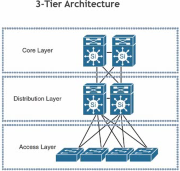 3-Tier Architecture
Core Layer
Distribution Layer
Access Layer